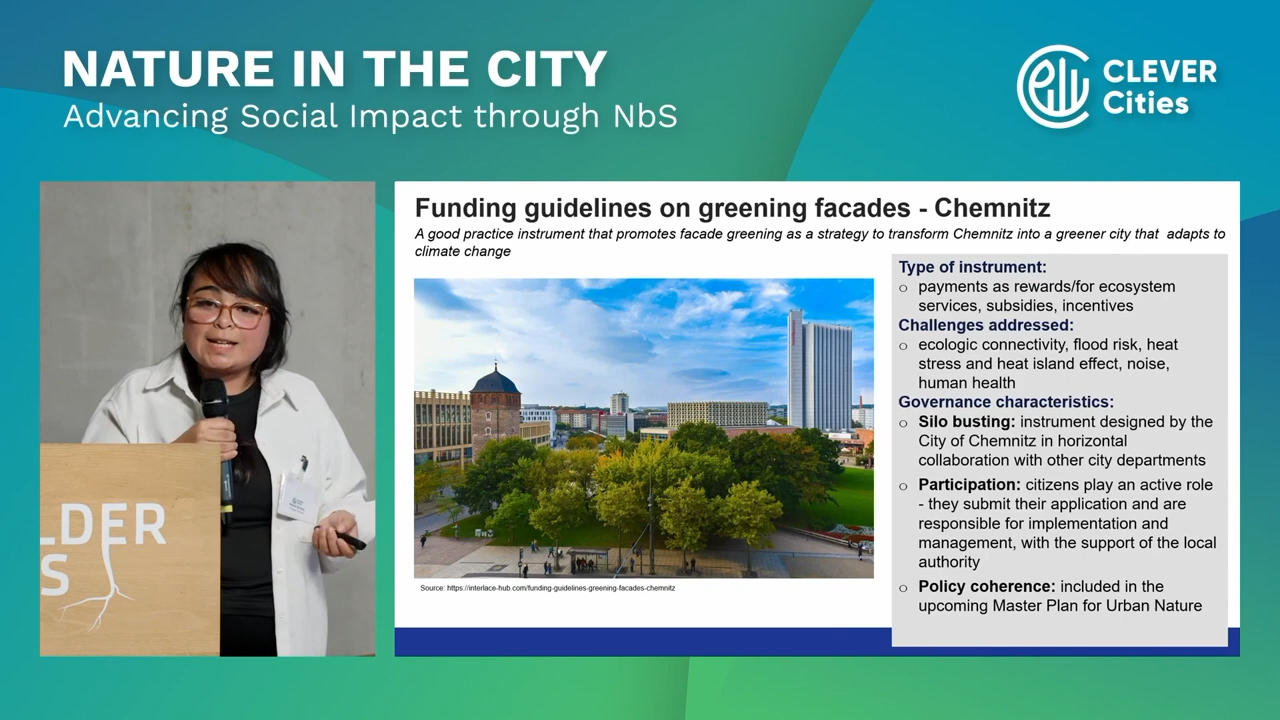 NATURE IN THE CITY
Advancing Social Impact through NbS
CLEVER
Cities
LDER
S
Funding guidelines on greening facades - Chemnitz
A good practice instrument that promotes facade greening as a strategy to transform Chemnitz into a greener city that adapts to
climate change
Type of instrument:
○ payments as rewards/for ecosystem
services, subsidies, incentives
Challenges addressed:
○ ecologic connectivity, flood risk, heat
stress and heat island effect, noise,
human health
Governance characteristics:
○ Silo busting: instrument designed by the
City of Chemnitz in horizontal
collaboration with other city departments
○ Participation: citizens play an active role
- they submit their application and are
responsible for implementation and
management, with the support of the local
authority
○ Policy coherence: included in the
upcoming Master Plan for Urban Nature
Source: https://interlace-hub.com/funding-guidelines-greening-facades-chemnitz